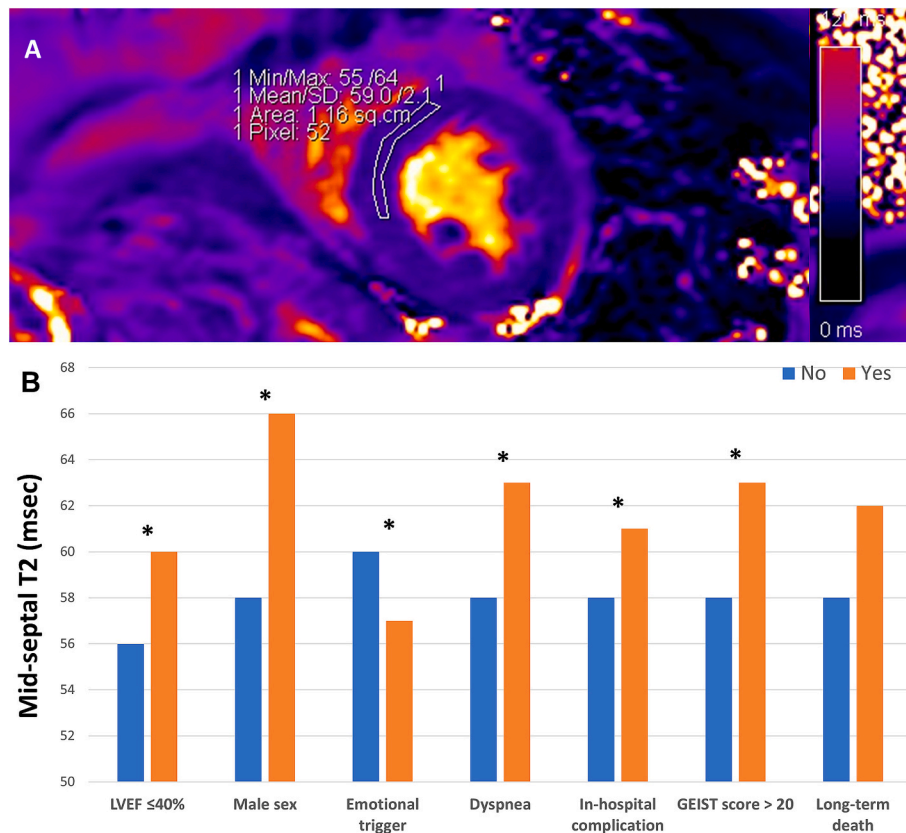 A
120 ms
1
1 Min/Max: 55 /64
1 Mean/SD: 59.0 /2.1
1 Area: 1.16 sq.cm
1 Pixel: 52
0 ms
B
No Yes
68
66
64
62
60
58
56
54
52
50
Mid-septal T2 (msec)
* * * * * *
LVEF ≤40% Male sex Emotional trigger Dyspnea In-hospital complication GEIST score > 20 Long-term death